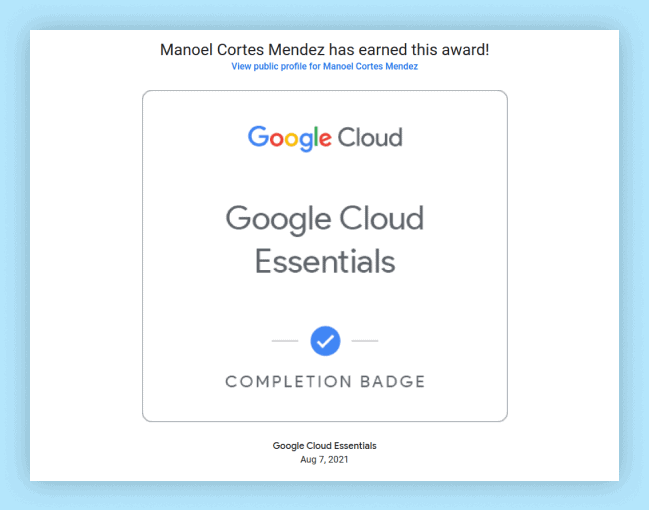 Manoel Cortes Mendez has earned this award!
View public profile for Manoel Cortes Mendez
Google Cloud
Google Cloud
Essentials
COMPLETION BADGE
Google Cloud Essentials
Aug 7, 2021